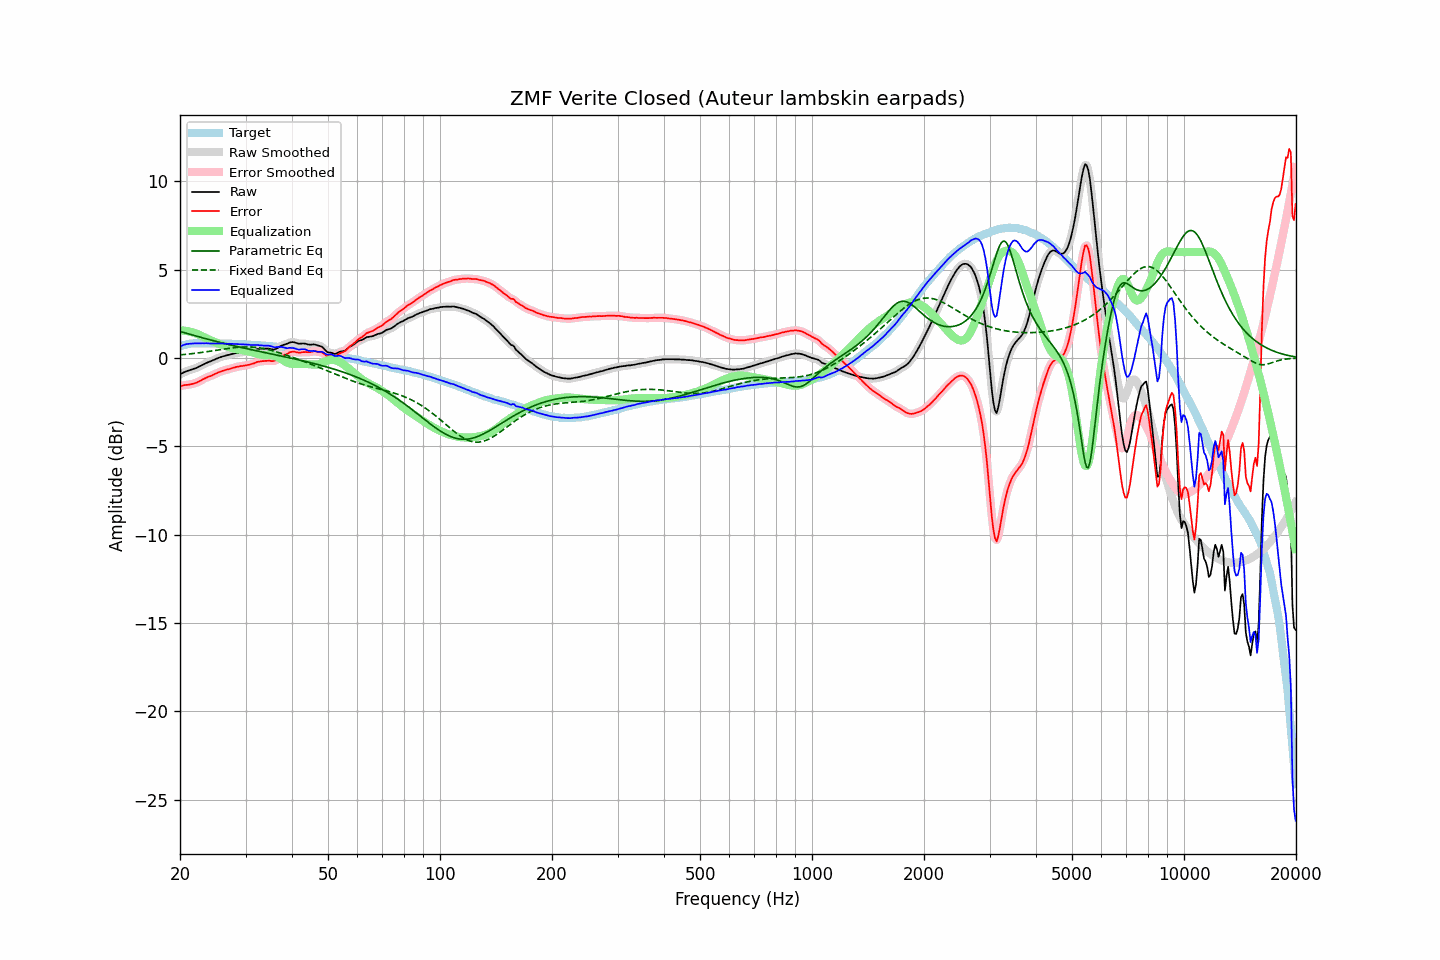 ZMF Verite Closed (Auteur lambskin earpads)
Target
Raw Smoothed
Error Smoothed
Raw
Error
Equalization
Parametric Eq
Fixed Band Eq
Equalized
10
5
0
−5
−10
−15
−20
−25
Amplitude (dBr)
20 50 100 200 500 1000 2000 5000 10000 20000
Frequency (Hz)